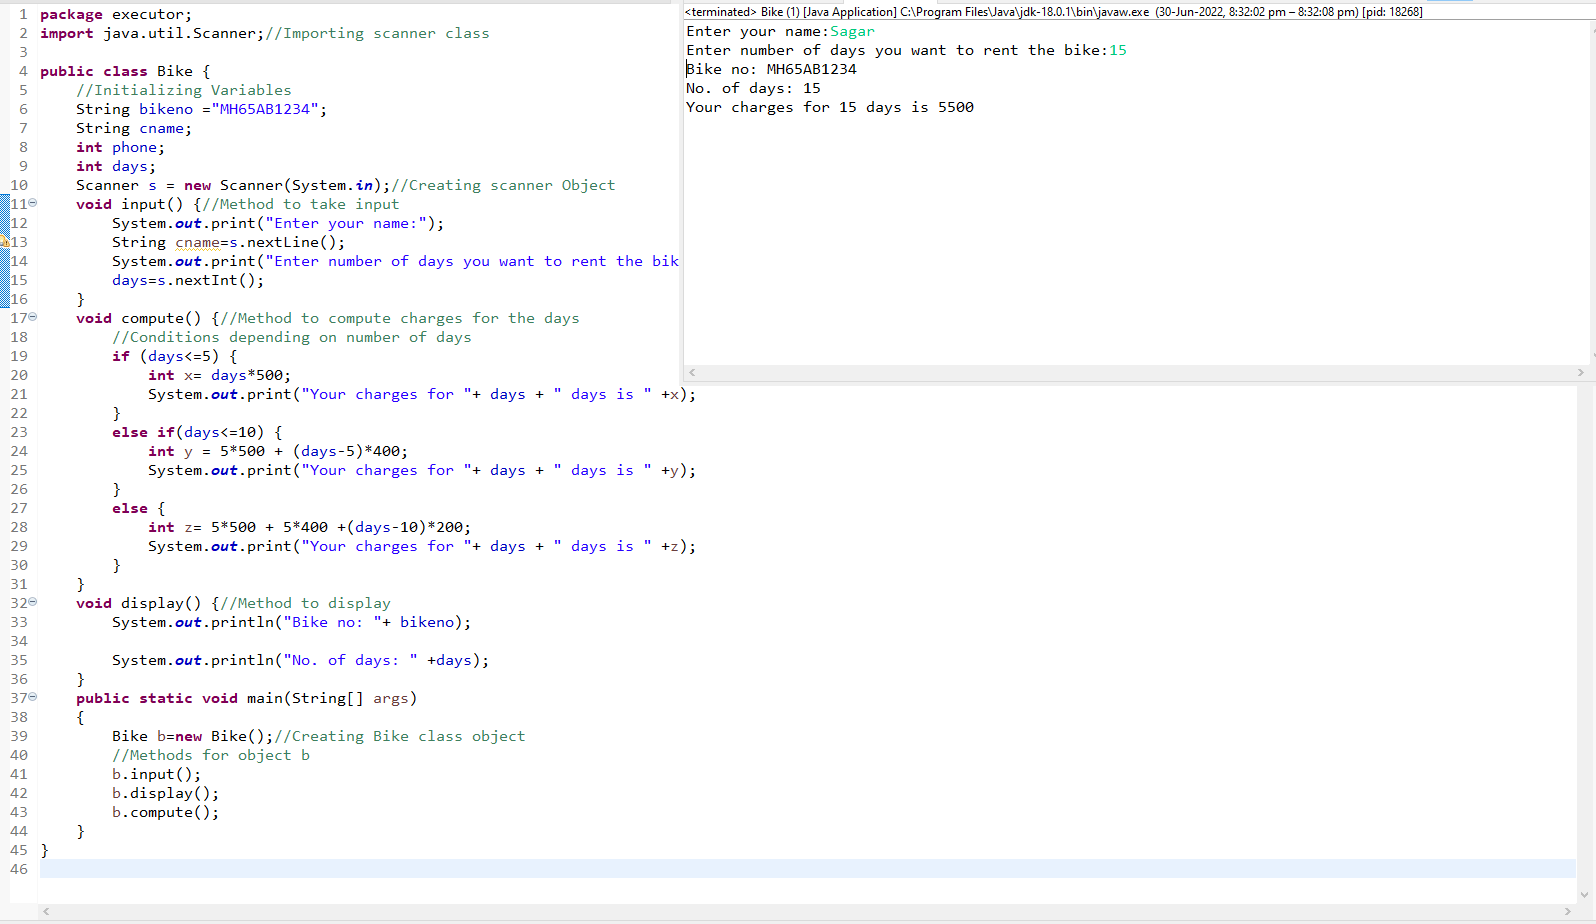 1 package executor;
2 import java.util.Scanner;//Importing scanner class
3
4 public class Bike {
5     //Initializing Variables
6     String bikeno ="MH65AB1234";
7     String cname;
8     int phone;
9     int days;
10     Scanner s = new Scanner(System.in);//Creating scanner Object
11     void input() {//Method to take input
12         System.out.print("Enter your name:");
13         String cname=s.nextLine();
14         System.out.print("Enter number of days you want to rent the bik
15         days=s.nextInt();
16     }
17     void compute() {//Method to compute charges for the days
18         //Conditions depending on number of days
19         if (days<=5) {
20             int x= days*500;
21             System.out.print("Your charges for "+ days + " days is " +x);
22         }
23         else if(days<=10) {
24             int y = 5*500 + (days-5)*400;
25             System.out.print("Your charges for "+ days + " days is " +y);
26         }
27         else {
28             int z= 5*500 + 5*400 +(days-10)*200;
29             System.out.print("Your charges for "+ days + " days is " +z);
30         }
31     }
32     void display() {//Method to display
33         System.out.println("Bike no: "+ bikeno);
34
35         System.out.println("No. of days: " +days);
36     }
37     public static void main(String[] args)
38     {
39         Bike b=new Bike();//Creating Bike class object
40         //Methods for object b
41         b.input();
42         b.display();
43         b.compute();
44     }
45 }
46
<terminated> Bike (1) [Java Application] C:\Program Files\Java\jdk-18.0.1\bin\javaw.exe (30-Jun-2022, 8:32:02 pm – 8:32:08 pm) [pid: 18268]
Enter your name:Sagar
Enter number of days you want to rent the bike:15
Bike no: MH65AB1234
No. of days: 15
Your charges for 15 days is 5500